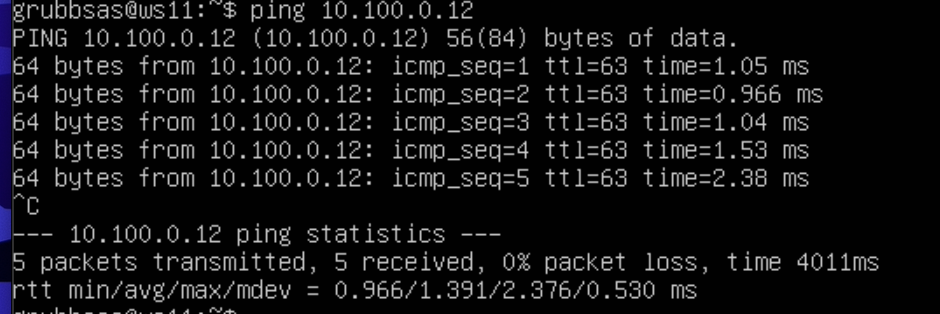 grubbsas@ws11:~$ ping 10.100.0.12
PING 10.100.0.12 (10.100.0.12) 56(84) bytes of data.
64 bytes from 10.100.0.12: icmp_seq=1 ttl=63 time=1.05 ms
64 bytes from 10.100.0.12: icmp_seq=2 ttl=63 time=0.966 ms
64 bytes from 10.100.0.12: icmp_seq=3 ttl=63 time=1.04 ms
64 bytes from 10.100.0.12: icmp_seq=4 ttl=63 time=1.53 ms
64 bytes from 10.100.0.12: icmp_seq=5 ttl=63 time=2.38 ms
^C
--- 10.100.0.12 ping statistics ---
5 packets transmitted, 5 received, 0% packet loss, time 4011ms
rtt min/avg/max/mdev = 0.966/1.391/2.376/0.530 ms
grubbsas@ws11:~$